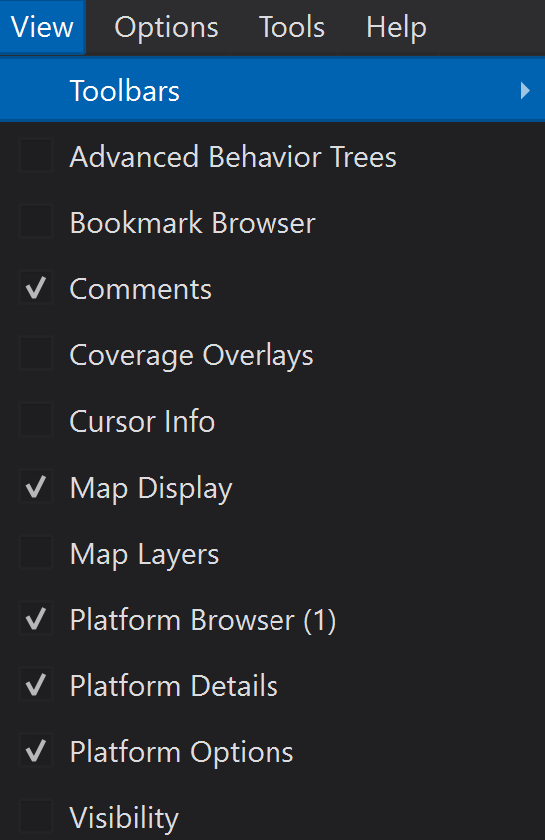 View Options Tools Help
Toolbars
Advanced Behavior Trees
Bookmark Browser
Comments
Coverage Overlays
Cursor Info
Map Display
Map Layers
Platform Browser (1)
Platform Details
Platform Options
Visibility